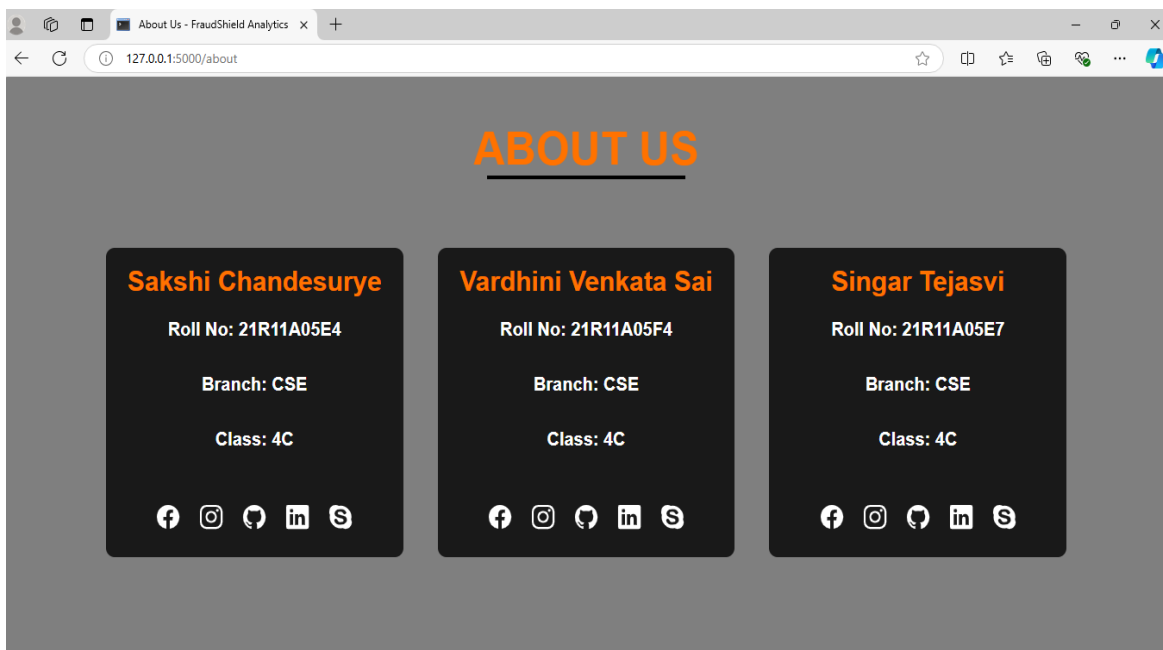 About Us - FraudShield Analytics
127.0.0.1:5000/about
ABOUT US
Sakshi Chandesurye
Roll No: 21R11A05E4
Branch: CSE
Class: 4C
Vardhini Venkata Sai
Roll No: 21R11A05F4
Branch: CSE
Class: 4C
Singar Tejasvi
Roll No: 21R11A05E7
Branch: CSE
Class: 4C